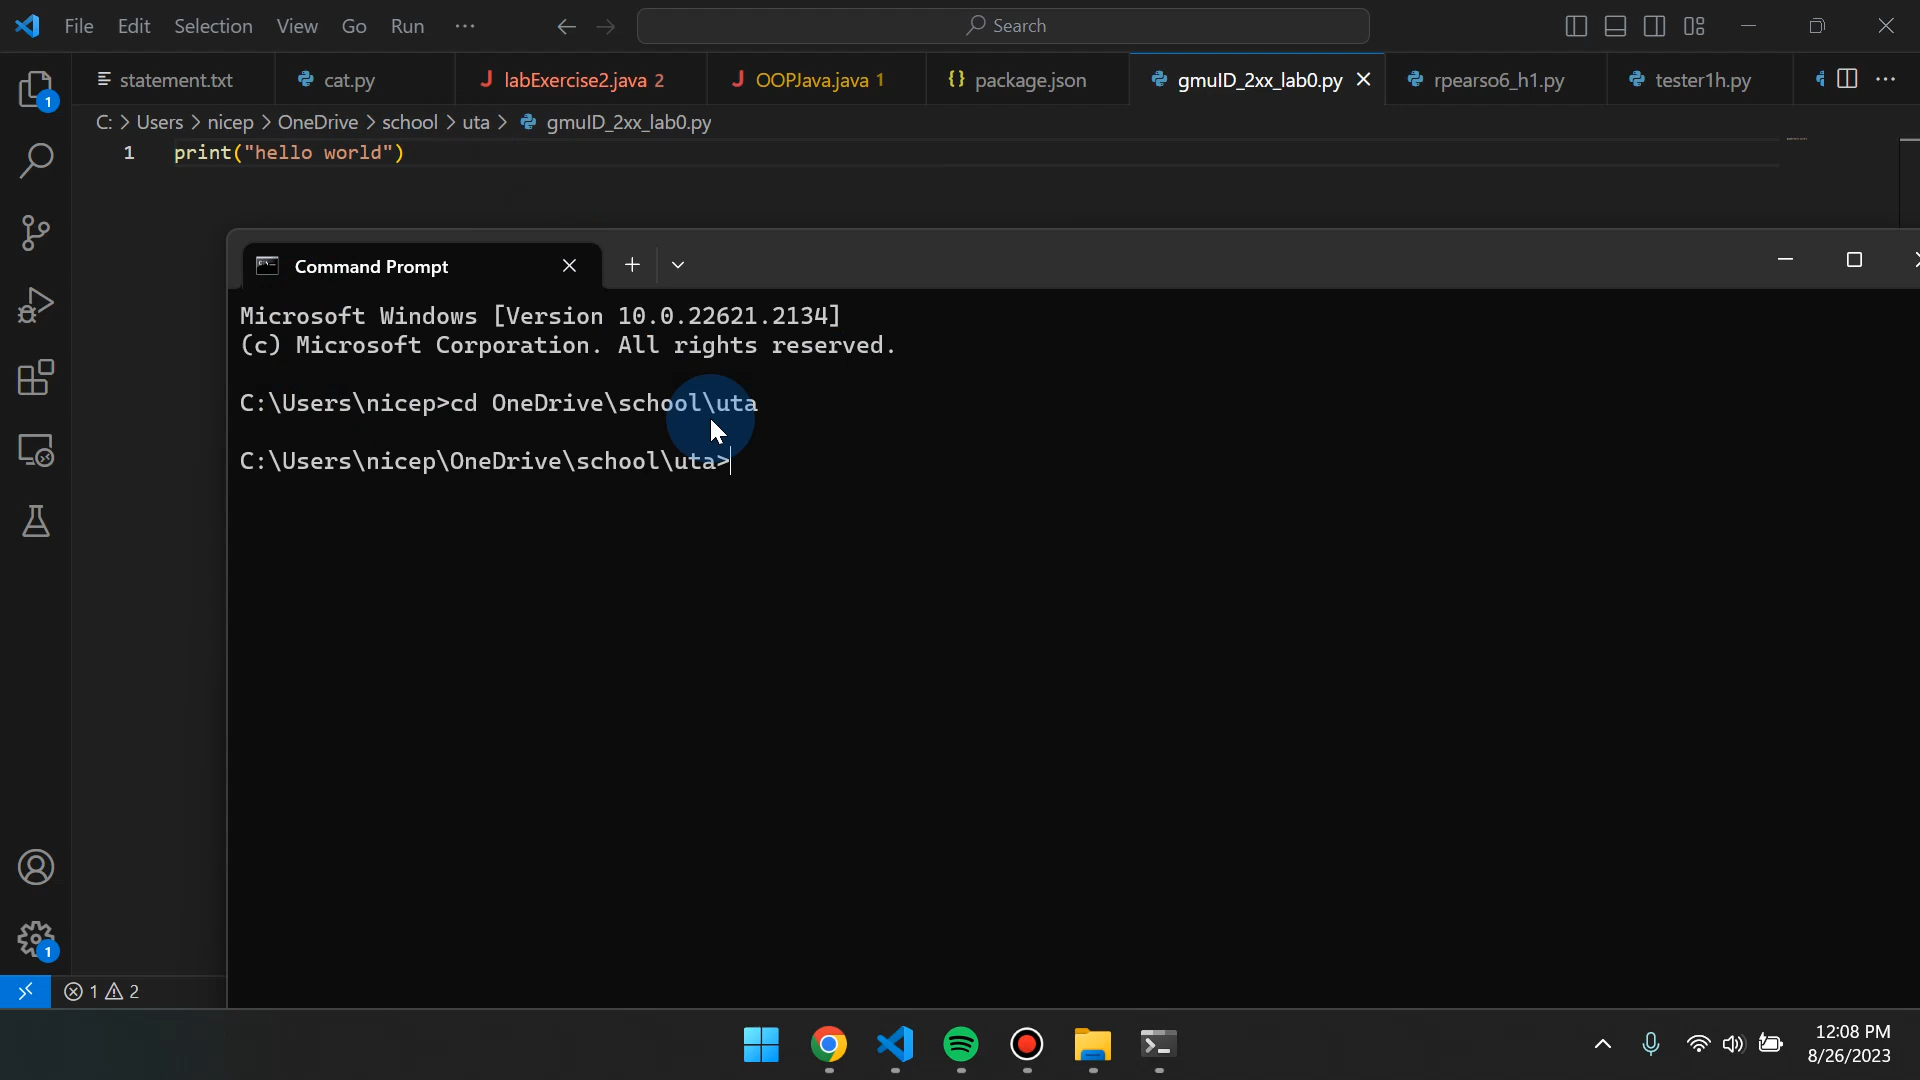 File Edit Selection View Go Run ··· Search
1 statement.txt cat.py J labExercise2.java 2 J OOPJava.java 1 {} package.json gmuID_2xx_lab0.py rpearso6_h1.py tester1h.py ···
C: > Users > nicep > OneDrive > school > uta > gmuID_2xx_lab0.py
1 print("hello world")
Command Prompt
Microsoft Windows [Version 10.0.22621.2134]
(c) Microsoft Corporation. All rights reserved.
C:\Users\nicep>cd OneDrive\school\uta
C:\Users\nicep\OneDrive\school\uta>
1
1 2
12:08 PM
8/26/2023